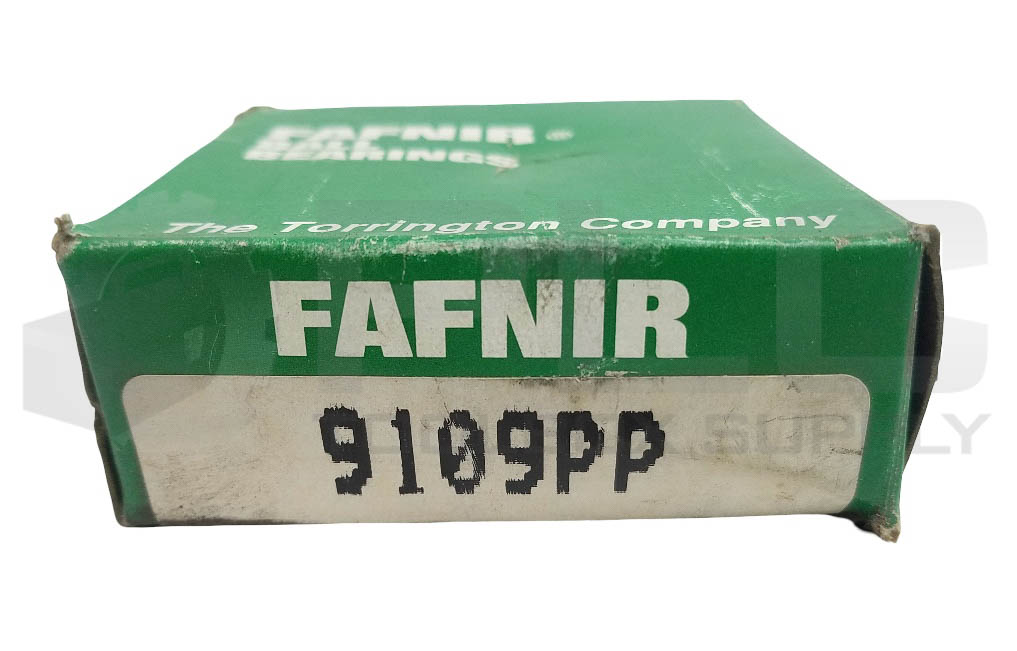 FAFNIR®
BALL
BEARINGS
The Torrington Company
FAFNIR
9109PP